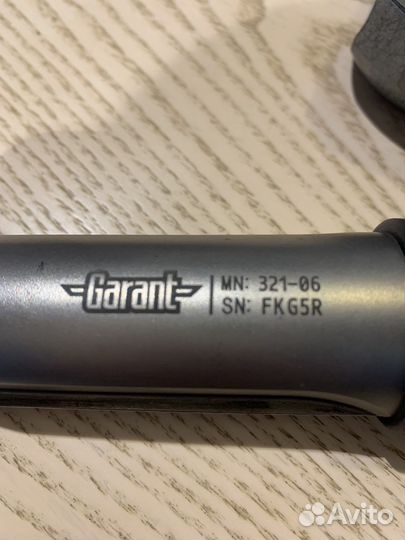 Garant
MN: 321-06
SN: FKG5R
Avito